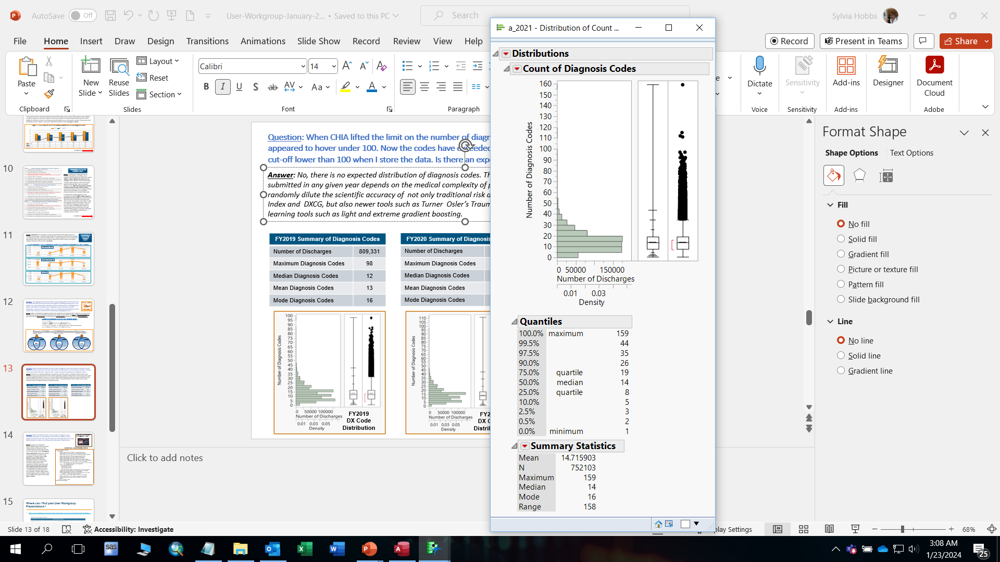 AutoSave Off
User-Workgroup-January-2... • Saved to this PC
Search
Sylvia Hobbs
File Home Insert Draw Design Transitions Animations Slide Show Record Review View Help
Record
Present in Teams
Share
Paste
New Slide
Reuse Slides
Layout
Reset
Section
Calibri
14
B I U S ab AV Aa A
Dictate
Sensitivity
Add-ins
Designer
Document Cloud
Clipboard
Slides
Font
Paragraph
Voice
Sensitivity
Add-ins
Adobe
10
11
12
13
14
15
Where can I find past User Workgroup Presentations?
Question: When CHIA lifted the limit on the number of diagn
appeared to hover under 100. Now the codes have exceeded
cut-off lower than 100 when I store the data. Is there an exp
Answer: No, there is no expected distribution of diagnosis codes. Th
submitted in any given year depends on the medical complexity of p
randomly dilute the scientific accuracy of not only traditional risk a
Index and DXCG, but also newer tools such as Turner Osler's Traum
learning tools such as light and extreme gradient boosting.
FY2019 Summary of Diagnosis Codes
Number of Discharges 809,331
Maximum Diagnosis Codes 98
Median Diagnosis Codes 12
Mean Diagnosis Codes 13
Mode Diagnosis Codes 16
FY2020 Summary of Diagnosis
Number of Discharges
Maximum Diagnosis Codes
Median Diagnosis Codes
Mean Diagnosis Codes
Mode Diagnosis Codes
100
95
90
85
80
75
70
65
60
55
50
45
40
35
30
25
20
15
10
5
0
Number of Diagnosis Codes
0 50000 100000
Number of Discharges
0.01 0.03 0.05
Density
FY2019
DX Code
Distribution
110
105
100
95
90
85
80
75
70
65
60
55
50
45
40
35
30
25
20
15
10
5
0
Number of Diagnosis Codes
0 50000 100000
Number of Discharges
0.01 0.03 0.05
Density
FY2
DX C
Distrib
Click to add notes
a_2021 - Distribution of Count ...
Distributions
Count of Diagnosis Codes
160
150
140
130
120
110
100
90
80
70
60
50
40
30
20
10
0
Number of Diagnosis Codes
0 50000 150000
Number of Discharges
0.01 0.03
Density
Quantiles
100.0% maximum 159
99.5% 44
97.5% 35
90.0% 26
75.0% quartile 19
50.0% median 14
25.0% quartile 8
10.0% 5
2.5% 3
0.5% 2
0.0% minimum 1
Summary Statistics
Mean 14.715903
N 752103
Maximum 159
Median 14
Mode 16
Range 158
Format Shape
Shape Options Text Options
Fill
No fill
Solid fill
Gradient fill
Picture or texture fill
Pattern fill
Slide background fill
Line
No line
Solid line
Gradient line
Slide 13 of 18
Accessibility: Investigate
play Settings
68%
sas
3:08 AM
1/23/2024
25